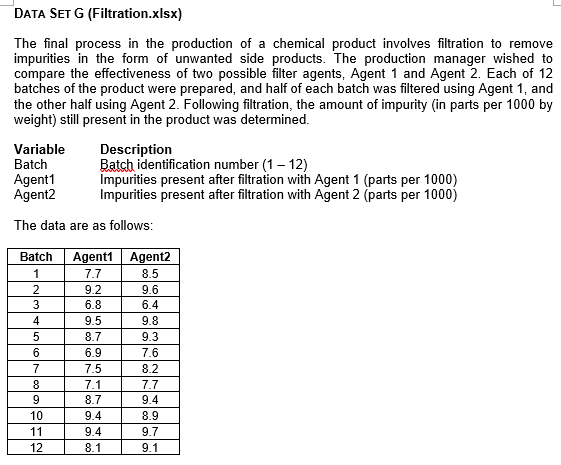 DATA SET G (Filtration.xlsx)
The final process in the production of a chemical product involves filtration to remove
impurities in the form of unwanted side products. The production manager wished to
compare the effectiveness of two possible filter agents, Agent 1 and Agent 2. Each of 12
batches of the product were prepared, and half of each batch was filtered using Agent 1, and
the other half using Agent 2. Following filtration, the amount of impurity (in parts per 1000 by
weight) still present in the product was determined.
Variable Description
Batch Batch identification number (1 – 12)
Agent1 Impurities present after filtration with Agent 1 (parts per 1000)
Agent2 Impurities present after filtration with Agent 2 (parts per 1000)
The data are as follows:
Batch Agent1 Agent2
1 7.7 8.5
2 9.2 9.6
3 6.8 6.4
4 9.5 9.8
5 8.7 9.3
6 6.9 7.6
7 7.5 8.2
8 7.1 7.7
9 8.7 9.4
10 9.4 8.9
11 9.4 9.7
12 8.1 9.1